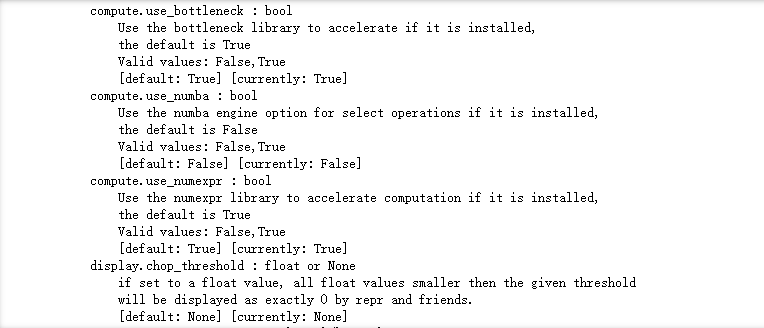 compute.use_bottleneck : bool
Use the bottleneck library to accelerate if it is installed,
the default is True
Valid values: False,True
[default: True] [currently: True]
compute.use_numba : bool
Use the numba engine option for select operations if it is installed,
the default is False
Valid values: False,True
[default: False] [currently: False]
compute.use_numexpr : bool
Use the numexpr library to accelerate computation if it is installed,
the default is True
Valid values: False,True
[default: True] [currently: True]
display.chop_threshold : float or None
if set to a float value, all float values smaller then the given threshold
will be displayed as exactly 0 by repr and friends.
[default: None] [currently: None]